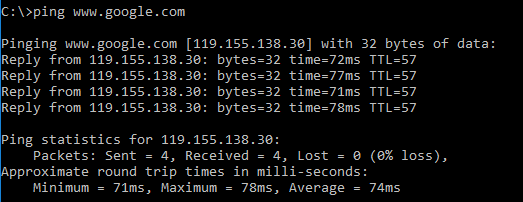 C:\>ping www.google.com
Pinging www.google.com [119.155.138.30] with 32 bytes of data:
Reply from 119.155.138.30: bytes=32 time=72ms TTL=57
Reply from 119.155.138.30: bytes=32 time=77ms TTL=57
Reply from 119.155.138.30: bytes=32 time=71ms TTL=57
Reply from 119.155.138.30: bytes=32 time=78ms TTL=57
Ping statistics for 119.155.138.30:
    Packets: Sent = 4, Received = 4, Lost = 0 (0% loss),
Approximate round trip times in milli-seconds:
    Minimum = 71ms, Maximum = 78ms, Average = 74ms